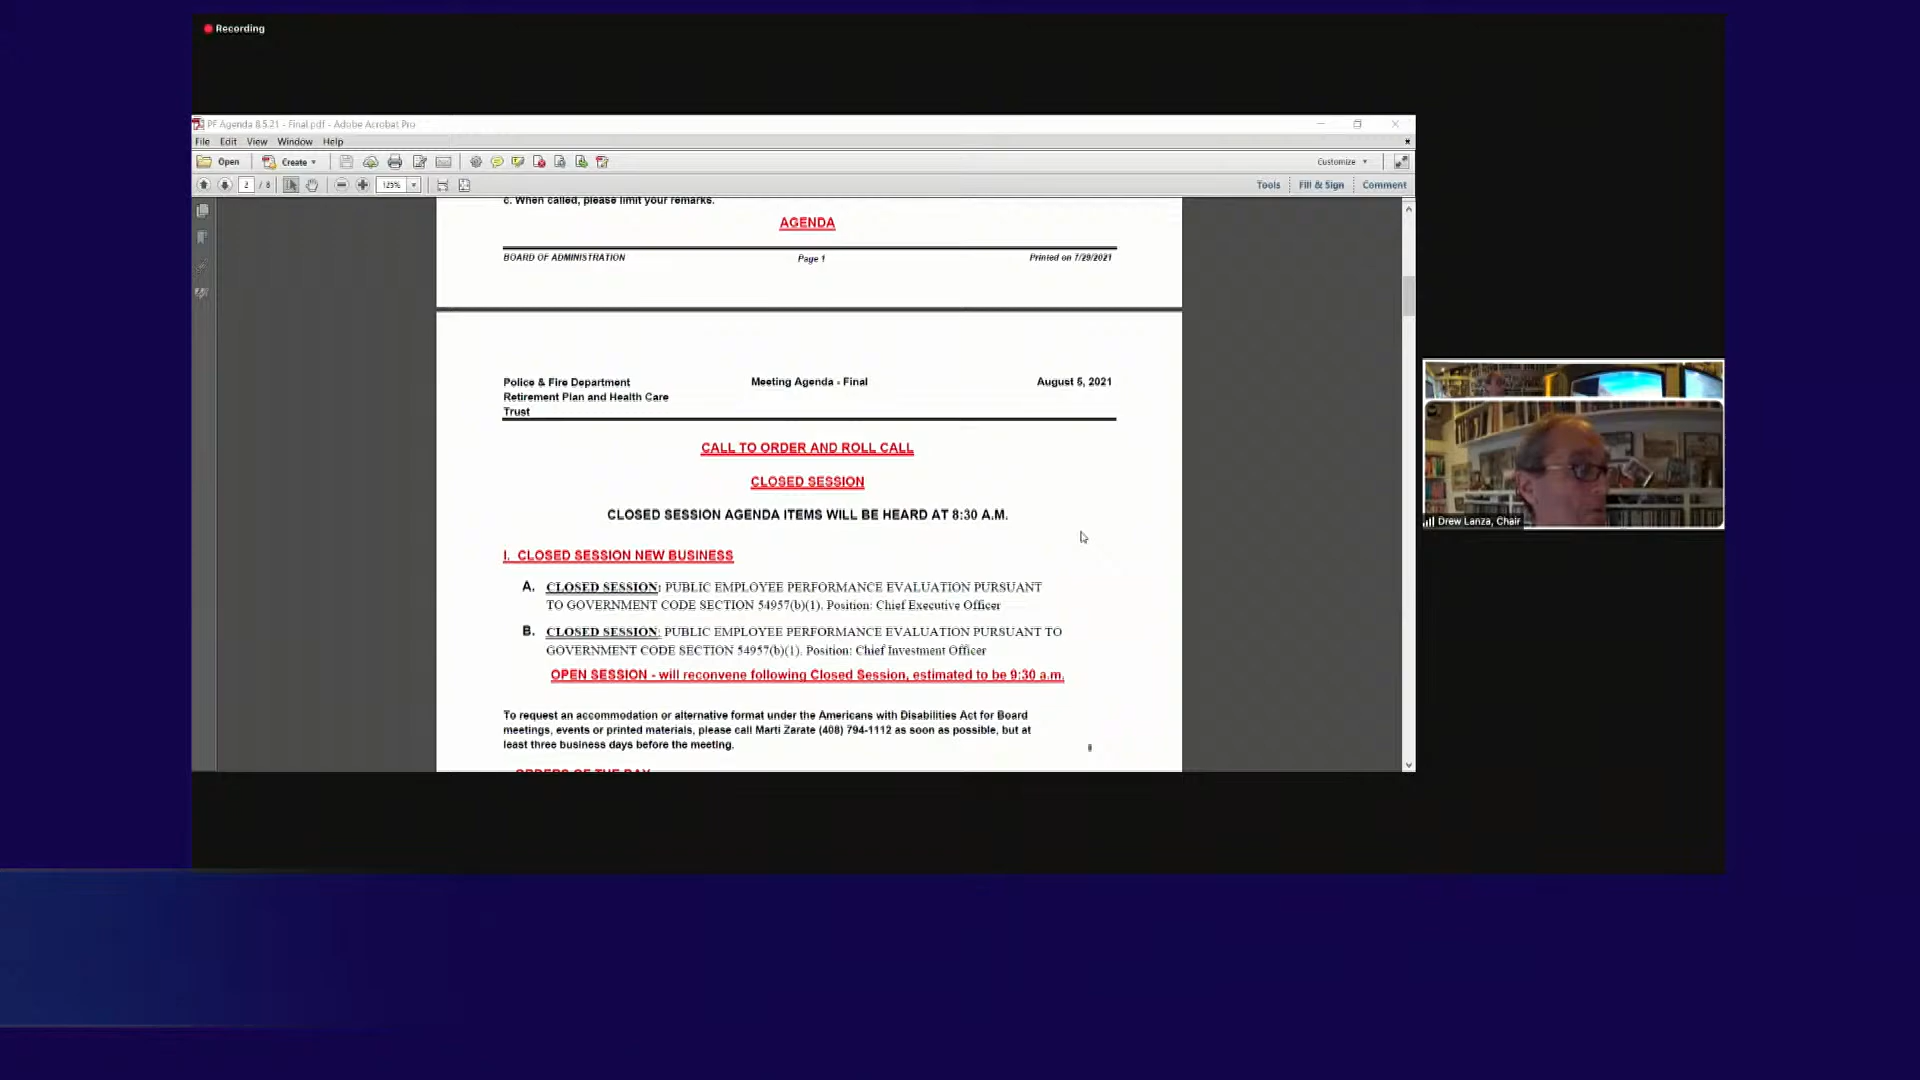 Recording
PF Agenda 8.5.21 - Final.pdf - Adobe Acrobat Pro
File Edit View Window Help
Open Create Customize
2 / 8 125% Tools Fill & Sign Comment
c. When called, please limit your remarks.
AGENDA
BOARD OF ADMINISTRATION Page 1 Printed on 7/29/2021
Police & Fire Department Meeting Agenda - Final August 5, 2021
Retirement Plan and Health Care
Trust
CALL TO ORDER AND ROLL CALL
CLOSED SESSION
CLOSED SESSION AGENDA ITEMS WILL BE HEARD AT 8:30 A.M.
I. CLOSED SESSION NEW BUSINESS
A. CLOSED SESSION: PUBLIC EMPLOYEE PERFORMANCE EVALUATION PURSUANT
TO GOVERNMENT CODE SECTION 54957(b)(1). Position: Chief Executive Officer
B. CLOSED SESSION: PUBLIC EMPLOYEE PERFORMANCE EVALUATION PURSUANT TO
GOVERNMENT CODE SECTION 54957(b)(1). Position: Chief Investment Officer
OPEN SESSION - will reconvene following Closed Session, estimated to be 9:30 a.m.
To request an accommodation or alternative format under the Americans with Disabilities Act for Board
meetings, events or printed materials, please call Marti Zarate (408) 794-1112 as soon as possible, but at
least three business days before the meeting.
ORDERS OF THE DAY
Drew Lanza, Chair